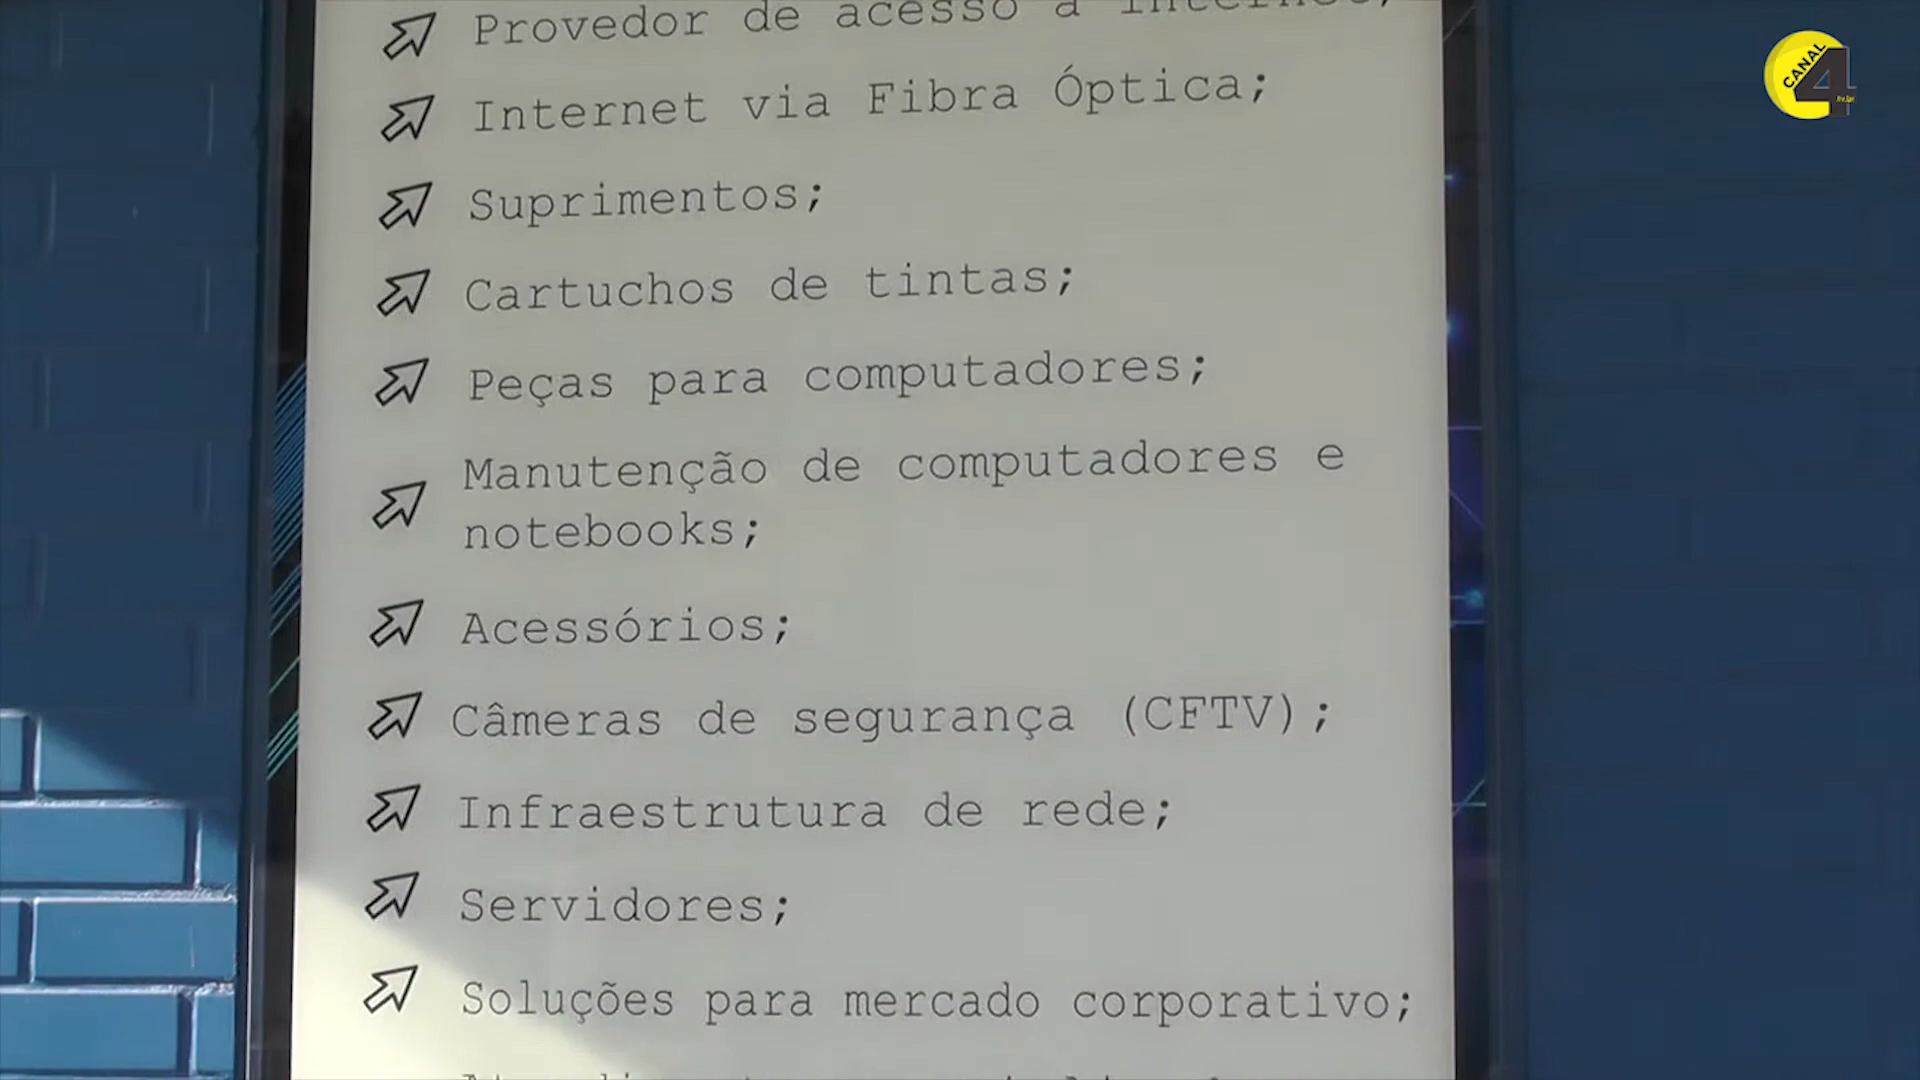 Provedor de acesso a internet;
Internet via Fibra Óptica;
Suprimentos;
Cartuchos de tintas;
Peças para computadores;
Manutenção de computadores e
notebooks;
Acessórios;
Câmeras de segurança (CFTV);
Infraestrutura de rede;
Servidores;
Soluções para mercado corporativo;
CANAL
4